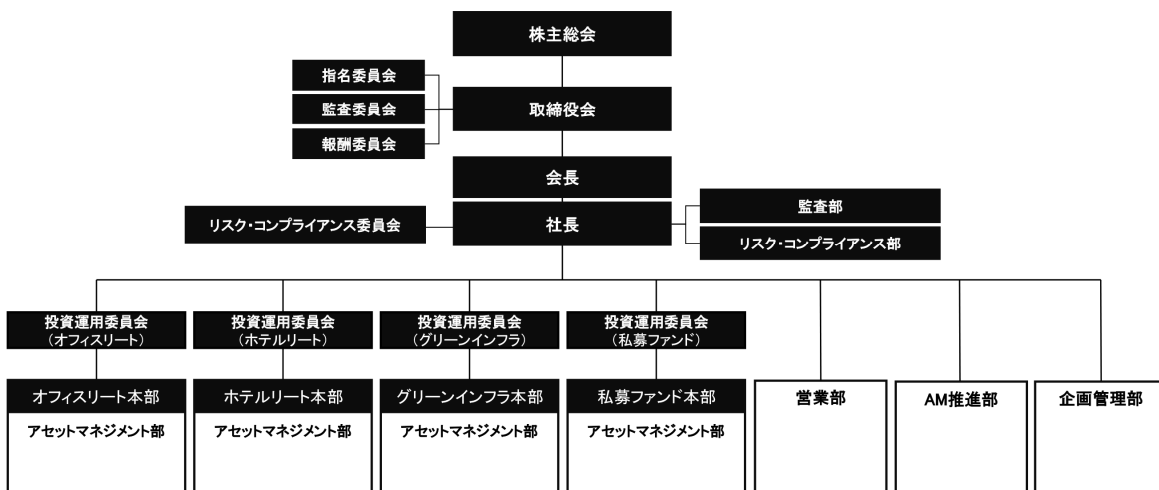 株主総会
指名委員会
監査委員会
報酬委員会
取締役会
会長
社長
リスク・コンプライアンス委員会
監査部
リスク・コンプライアンス部
投資運用委員会
(オフィスリート)
投資運用委員会
(ホテルリート)
投資運用委員会
(グリーンインフラ)
投資運用委員会
(私募ファンド)
オフィスリート本部
アセットマネジメント部
ホテルリート本部
アセットマネジメント部
グリーンインフラ本部
アセットマネジメント部
私募ファンド本部
アセットマネジメント部
営業部
AM推進部
企画管理部